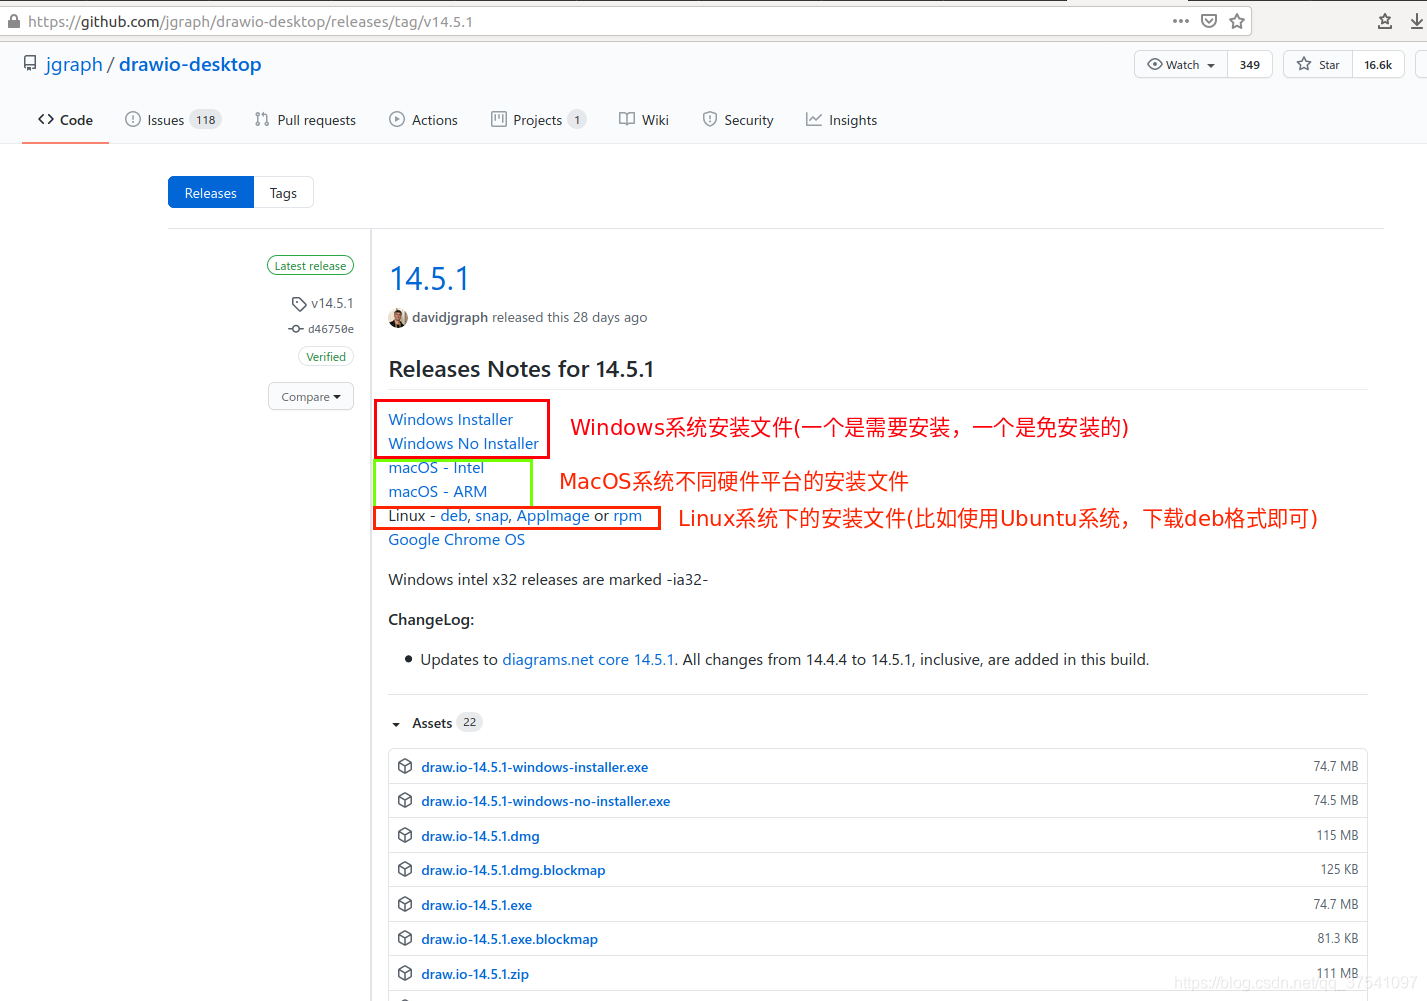 https://github.com/jgraph/drawio-desktop/releases/tag/v14.5.1
jgraph / drawio-desktop
Watch 349 Star 16.6k
Code Issues 118 Pull requests Actions Projects 1 Wiki Security Insights
Releases Tags
Latest release
v14.5.1
d46750e
Verified
Compare
14.5.1
davidjgraph released this 28 days ago
Releases Notes for 14.5.1
Windows Installer
Windows No Installer
Windows系统安装文件(一个是需要安装，一个是免安装的)
macOS - Intel
macOS - ARM
MacOS系统不同硬件平台的安装文件
Linux - deb, snap, AppImage or rpm
Linux系统下的安装文件(比如使用Ubuntu系统，下载deb格式即可)
Google Chrome OS
Windows intel x32 releases are marked -ia32-
ChangeLog:
Updates to diagrams.net core 14.5.1. All changes from 14.4.4 to 14.5.1, inclusive, are added in this build.
Assets 22
draw.io-14.5.1-windows-installer.exe 74.7 MB
draw.io-14.5.1-windows-no-installer.exe 74.5 MB
draw.io-14.5.1.dmg 115 MB
draw.io-14.5.1.dmg.blockmap 125 KB
draw.io-14.5.1.exe 74.7 MB
draw.io-14.5.1.exe.blockmap 81.3 KB
draw.io-14.5.1.zip 111 MB
https://blog.csdn.net/qq_37541097